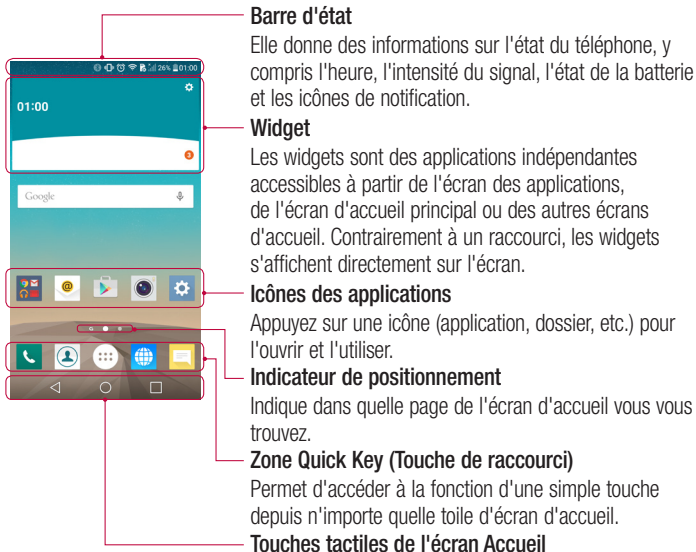 Barre d'état
Elle donne des informations sur l'état du téléphone, y
compris l'heure, l'intensité du signal, l'état de la batterie
et les icônes de notification.
26% 01:00
01:00
3
Google
Widget
Les widgets sont des applications indépendantes
accessibles à partir de l'écran des applications,
de l'écran d'accueil principal ou des autres écrans
d'accueil. Contrairement à un raccourci, les widgets
s'affichent directement sur l'écran.
Icônes des applications
Appuyez sur une icône (application, dossier, etc.) pour
l'ouvrir et l'utiliser.
Indicateur de positionnement
Indique dans quelle page de l'écran d'accueil vous vous
trouvez.
Zone Quick Key (Touche de raccourci)
Permet d'accéder à la fonction d'une simple touche
depuis n'importe quelle toile d'écran d'accueil.
Touches tactiles de l'écran Accueil